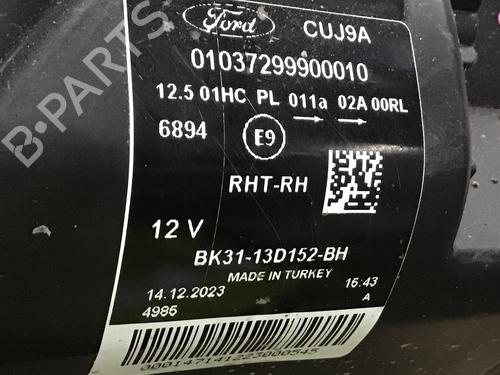 Ford CUJ9A
01037299900010
12.5 01HC PL 011a 02A 00RL
6894 E9
RHT-RH
12 V
BK31-13D152-BH
MADE IN TURKEY
14.12.2023 15:43
4985 A
000147141223000545
B-PARTS